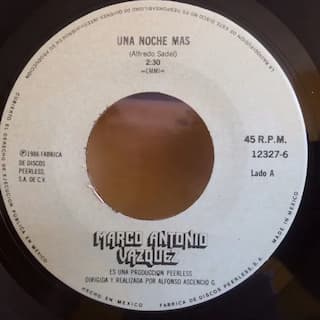 UNA NOCHE MAS
(Alfredo Sadel)
2:30
—(MM)—
℗1986 FABRICA
DE DISCOS
PEERLESS,
S.A. DE C.V.
45 R.P.M.
12327-6
Lado A
MARCO ANTONIO
VAZQUEZ
ES UNA PRODUCCION PEERLESS
DIRIGIDA Y REALIZADA POR ALFONSO ASCENCIO G.
HECHO EN MEXICO
FABRICA DE DISCOS PEERLESS, S.A.
MADE IN MEXICO